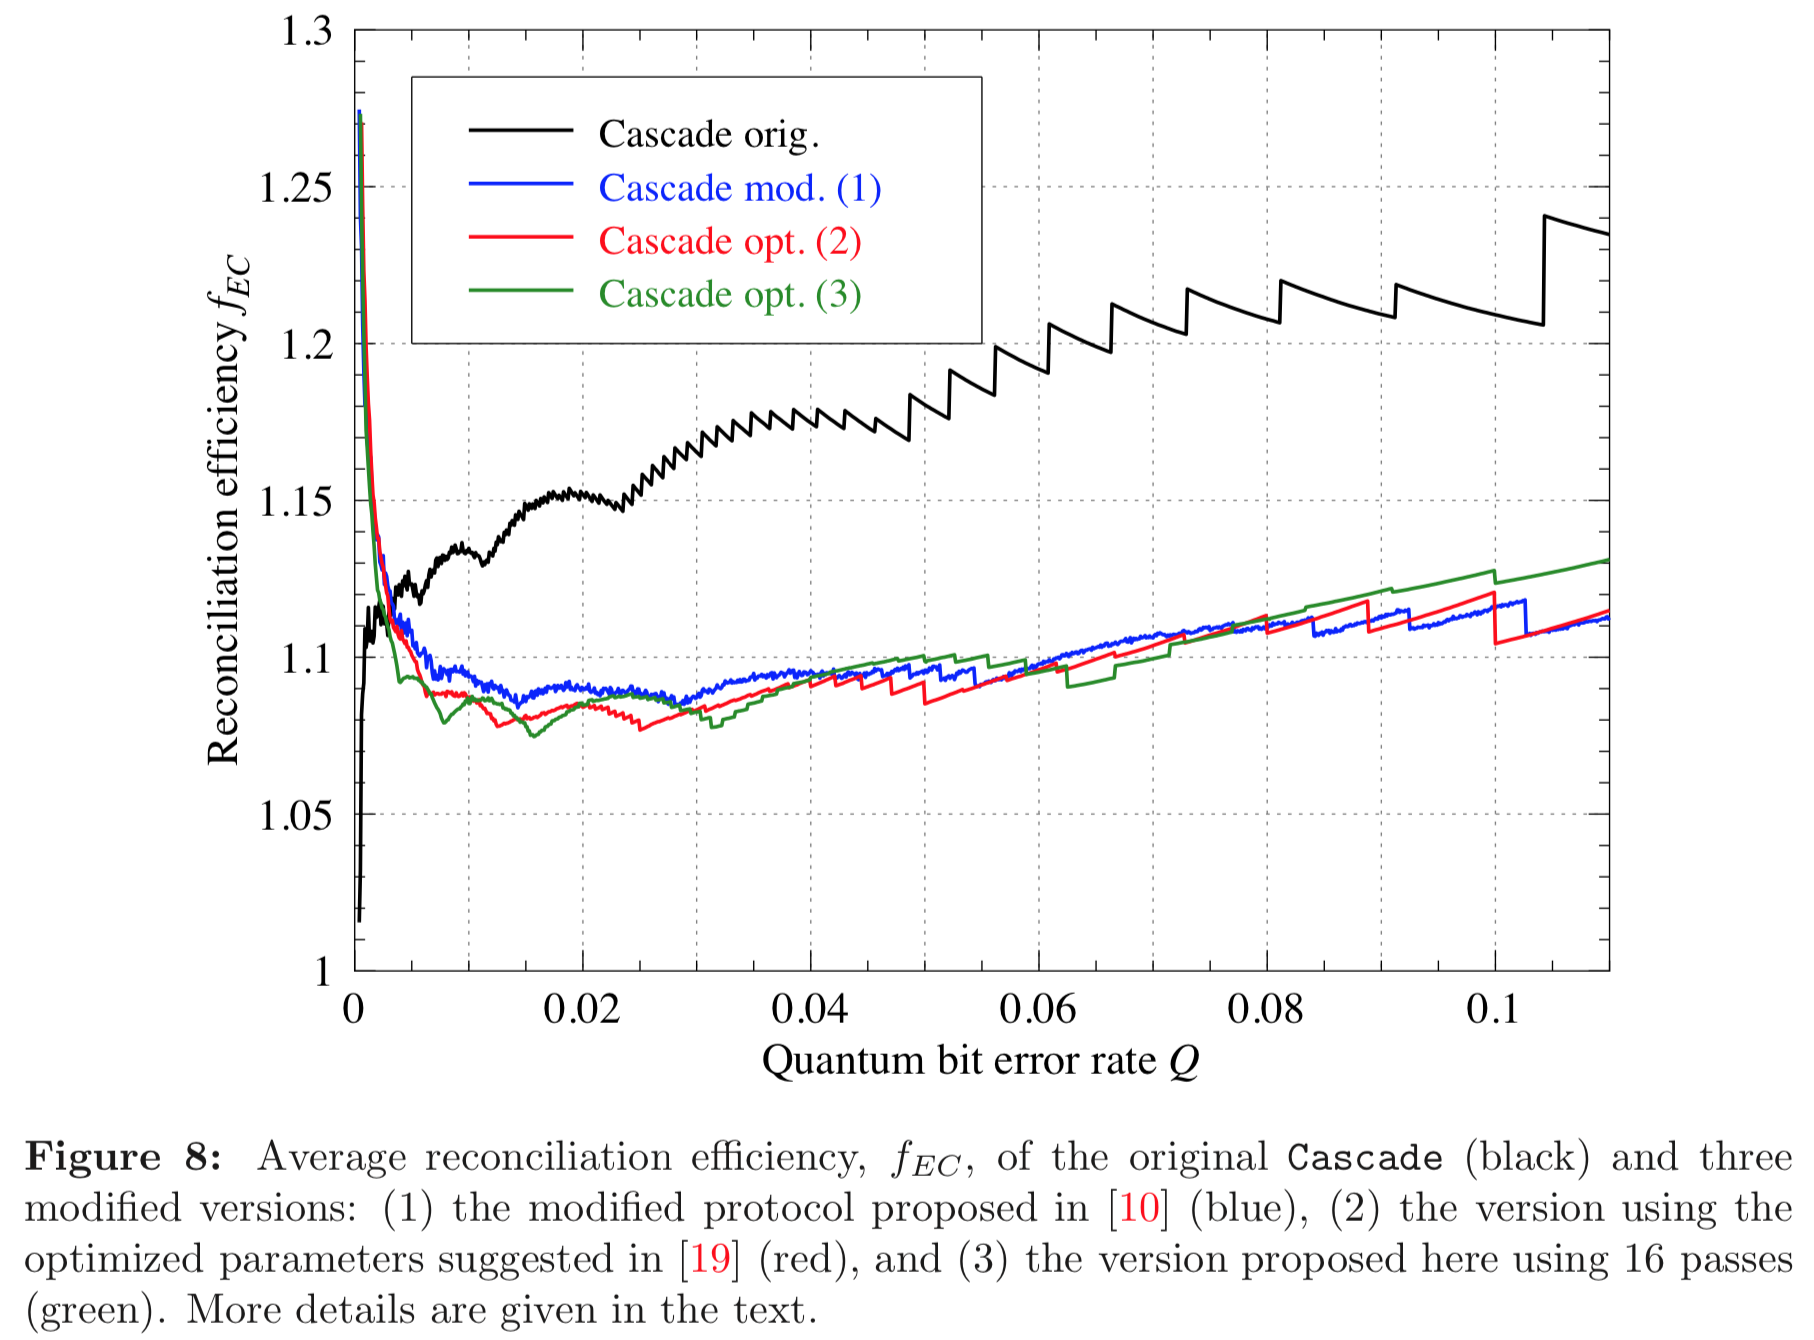 1.3
1.25
1.2
1.15
1.1
1.05
1
Reconciliation efficiency f_EC
Cascade orig.
Cascade mod. (1)
Cascade opt. (2)
Cascade opt. (3)
0 0.02 0.04 0.06 0.08 0.1
Quantum bit error rate Q
Figure 8: Average reconciliation efficiency, f_EC, of the original Cascade (black) and three
modified versions: (1) the modified protocol proposed in [10] (blue), (2) the version using the
optimized parameters suggested in [19] (red), and (3) the version proposed here using 16 passes
(green). More details are given in the text.